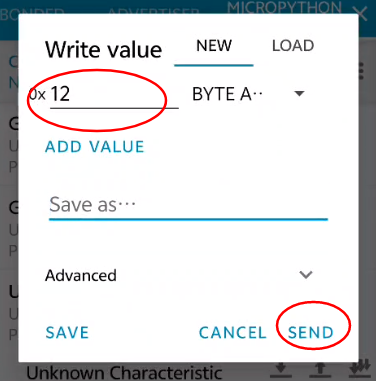 BONDED ADVERTISER MICROPYTHON
Write value NEW LOAD
0x 12 BYTE A··
ADD VALUE
Save as···
Advanced
SAVE CANCEL SEND
Unknown Characteristic